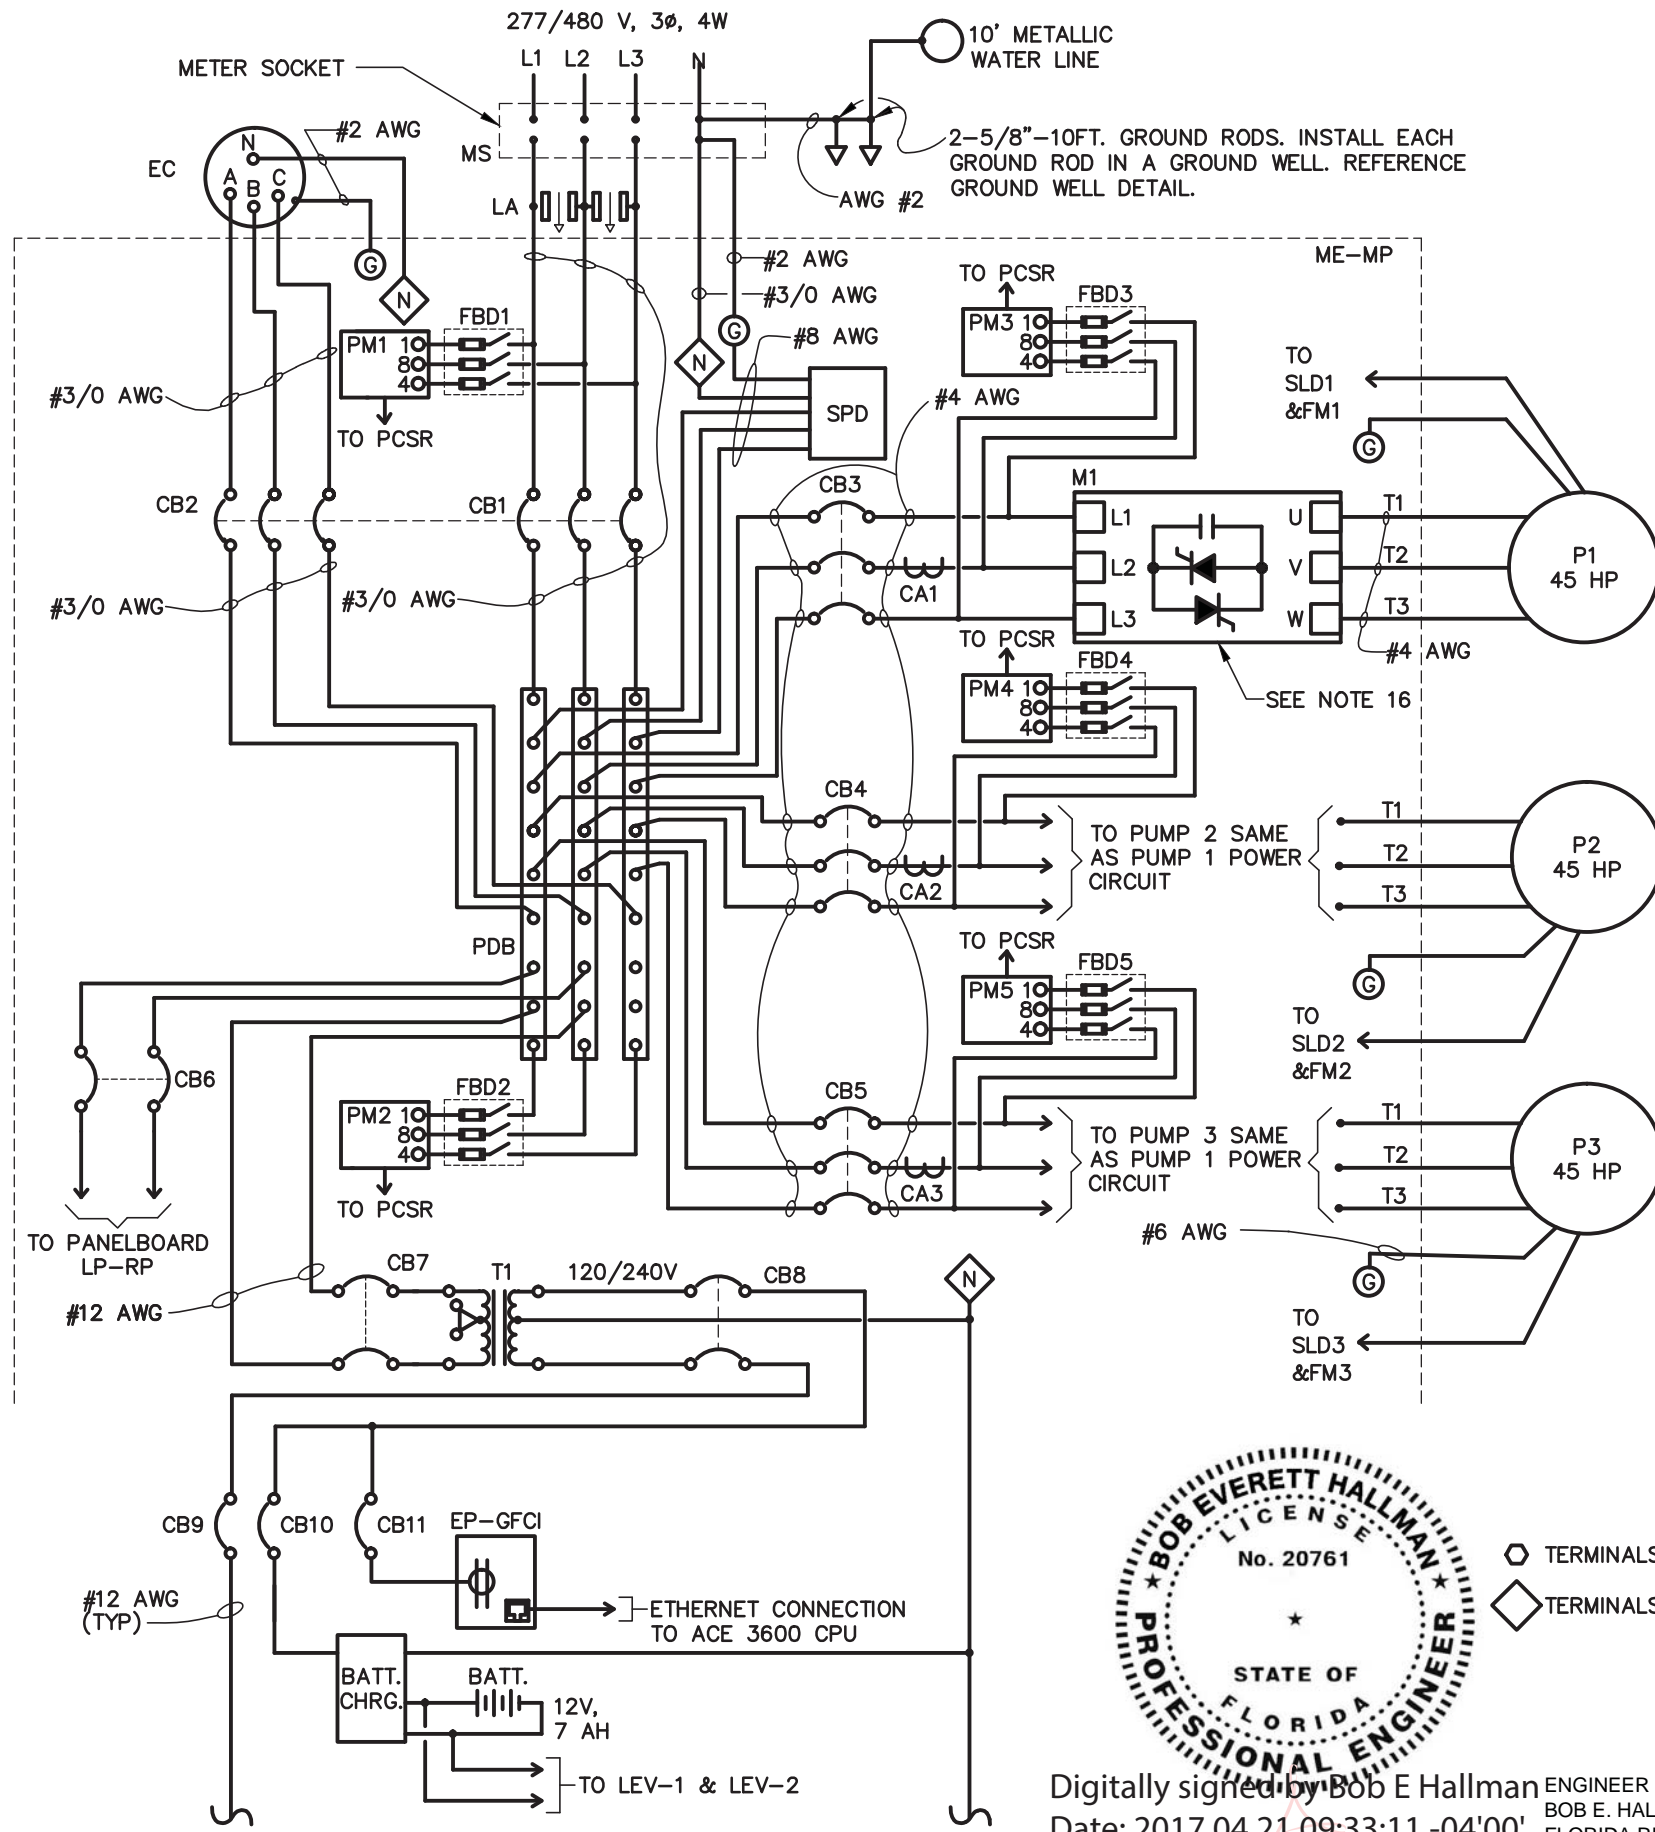 277/480 V, 3ø, 4W
L1 L2 L3 N
10' METALLIC
WATER LINE
METER SOCKET
#2 AWG
MS
2-5/8"-10FT. GROUND RODS. INSTALL EACH
GROUND ROD IN A GROUND WELL. REFERENCE
GROUND WELL DETAIL.
EC
N
A B C
LA
AWG #2
G
N
#2 AWG
#3/0 AWG
G
N
#8 AWG
ME-MP
TO PCSR
FBD3
PM3 1
8
4
FBD1
PM1 1
8
4
TO PCSR
#3/0 AWG
SPD
#4 AWG
TO
SLD1
&FM1
G
CB2
CB1
CB3
CA1
M1
L1
L2
L3
U
V
W
T1
T2
T3
P1
45 HP
#4 AWG
SEE NOTE 16
#3/0 AWG
#3/0 AWG
TO PCSR
FBD4
PM4 1
8
4
CB4
CA2
TO PUMP 2 SAME
AS PUMP 1 POWER
CIRCUIT
T1
T2
T3
P2
45 HP
G
TO
SLD2
&FM2
PDB
TO PCSR
FBD5
PM5 1
8
4
CB6
FBD2
PM2 1
8
4
TO PCSR
CB5
CA3
TO PUMP 3 SAME
AS PUMP 1 POWER
CIRCUIT
T1
T2
T3
P3
45 HP
#6 AWG
G
TO
SLD3
&FM3
TO PANELBOARD
LP-RP
#12 AWG
CB7
T1
120/240V
CB8
N
CB9
CB10
CB11
EP-GFCI
ETHERNET CONNECTION
TO ACE 3600 CPU
#12 AWG
(TYP)
BATT.
CHRG.
BATT.
12V,
7 AH
TO LEV-1 & LEV-2
BOB EVERETT HALLMAN
LICENSE
No. 20761
STATE OF
FLORIDA
PROFESSIONAL ENGINEER
TERMINALS
TERMINALS
Digitally signed by Bob E Hallman
Date: 2017.04.21 09:33:11 -04'00'
ENGINEER
BOB E. HAL